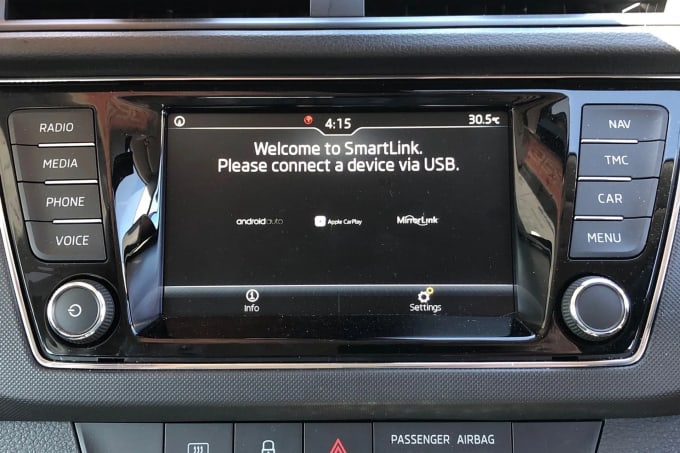 RADIO
MEDIA
PHONE
VOICE
4:15
30.5℃
Welcome to SmartLink.
Please connect a device via USB.
androidauto
Apple CarPlay
MirrorLink
Info
Settings
NAV
TMC
CAR
MENU
PASSENGER AIRBAG